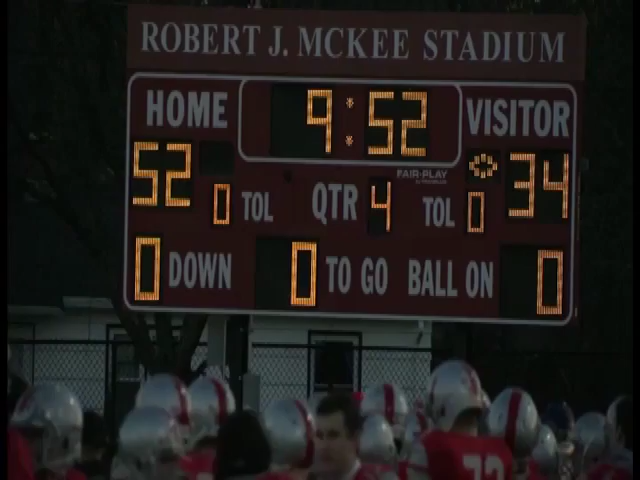 ROBERT J. MCKEE STADIUM
HOME 9:52 VISITOR
FAIR-PLAY
52 0 TOL QTR 4 TOL 0 34
0 DOWN 0 TO GO BALL ON 0